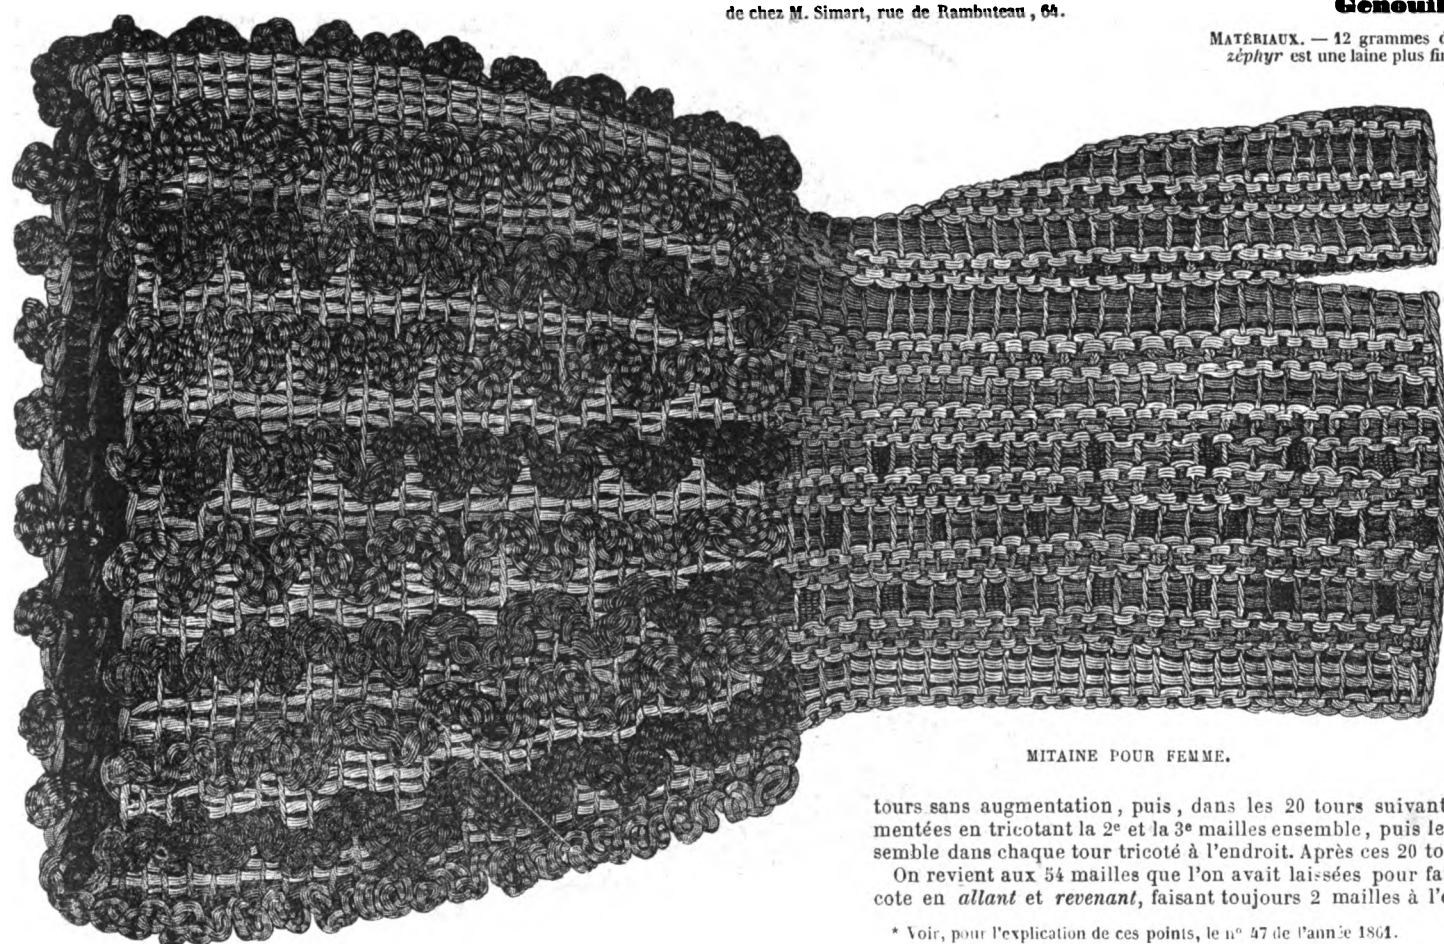 de chez M. Simart, rue de Rambuteau, 64.
MATÉRIAUX. — 12 grammes
zéphyr est une laine plus
MITAINE POUR FEMME.
tours sans augmentation, puis, dans les 20 tours suivant
mentées en tricotant la 2e et la 3e mailles ensemble, puis le
semble dans chaque tour tricoté à l'endroit. Après ces 20 to
On revient aux 54 mailles que l'on avait laissées pour fa
cote en allant et revenant, faisant toujours 2 mailles à l'
* Voir, pour l'explication de ces points, le n° 47 de l'année 1861.